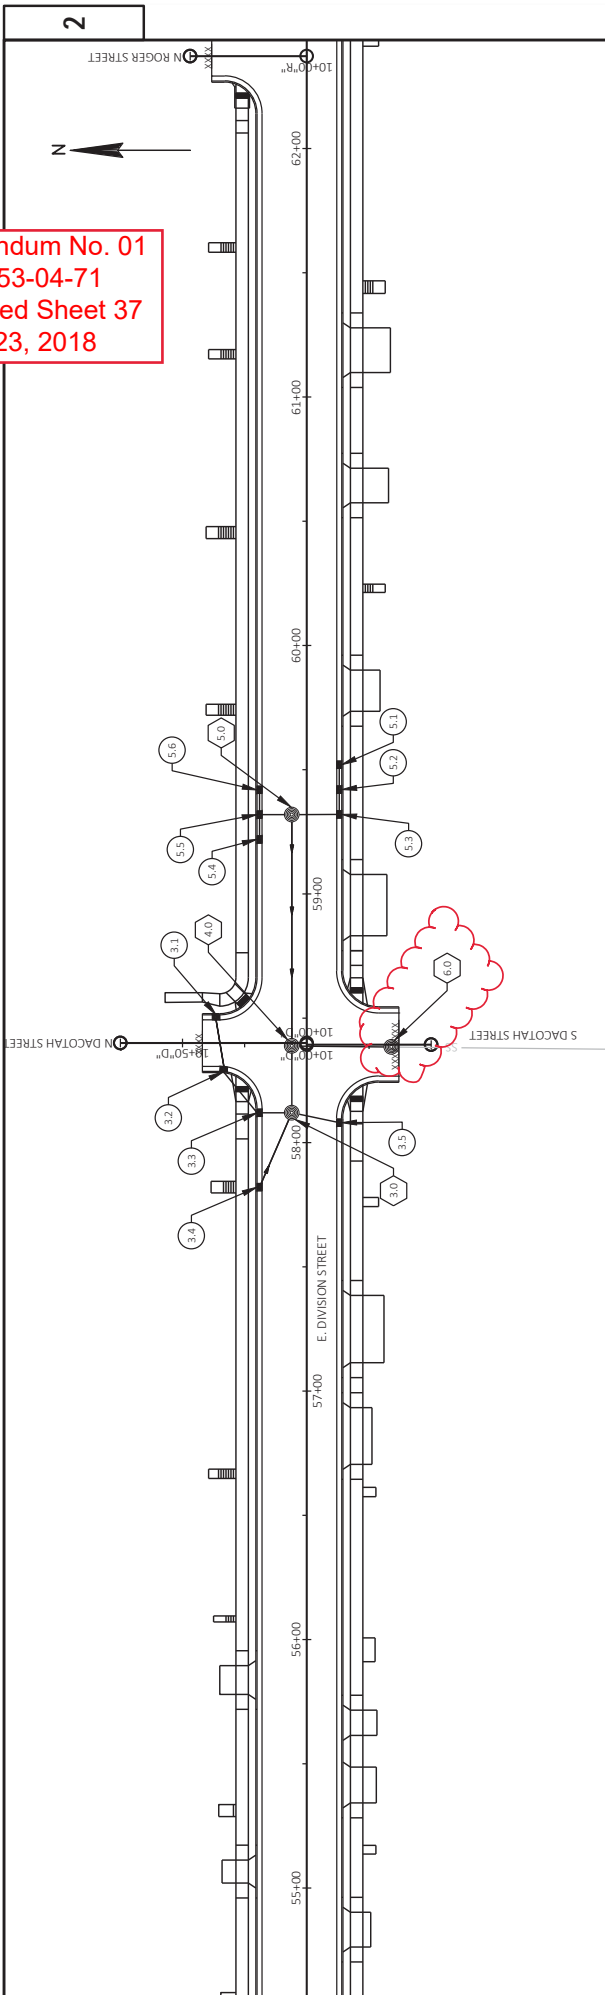 2
N ROGER STREET
XXXX
10+00"R"
N
62+00
ndum No. 01
53-04-71
ed Sheet 37
23, 2018
61+00
60+00
5.6
5.0
5.1
5.2
5.5
5.4
5.3
59+00
3.1
4.0
6.0
N DACOTAH STREET
10+50"D"
XXXX
10+00"D"
10+00"D"
XXXX
S DACOTAH STREET
3.2
3.3
58+00
3.5
3.4
3.0
E. DIVISION STREET
57+00
56+00
55+00